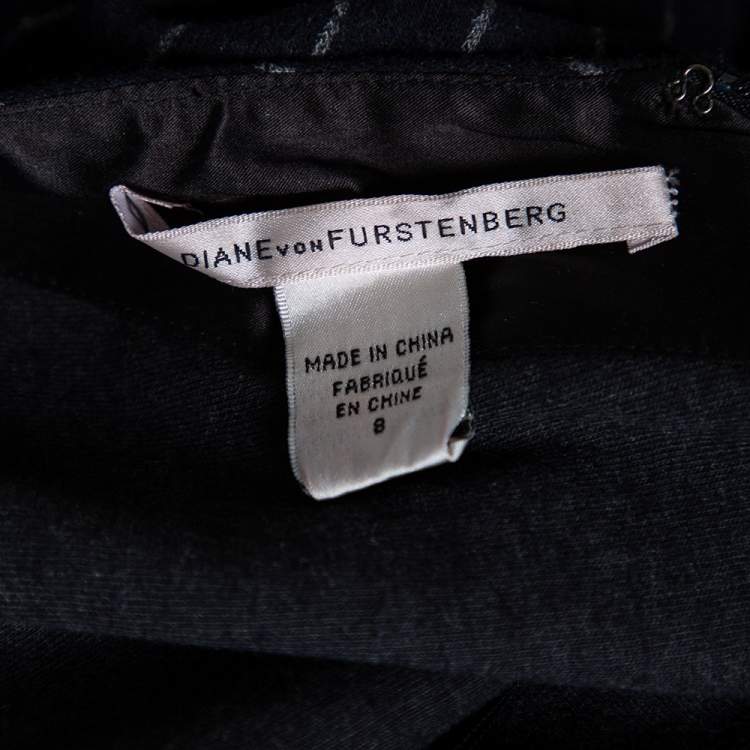 DIANE VON FURSTENBERG
MADE IN CHINA
FABRIQUÉ
EN CHINE
8